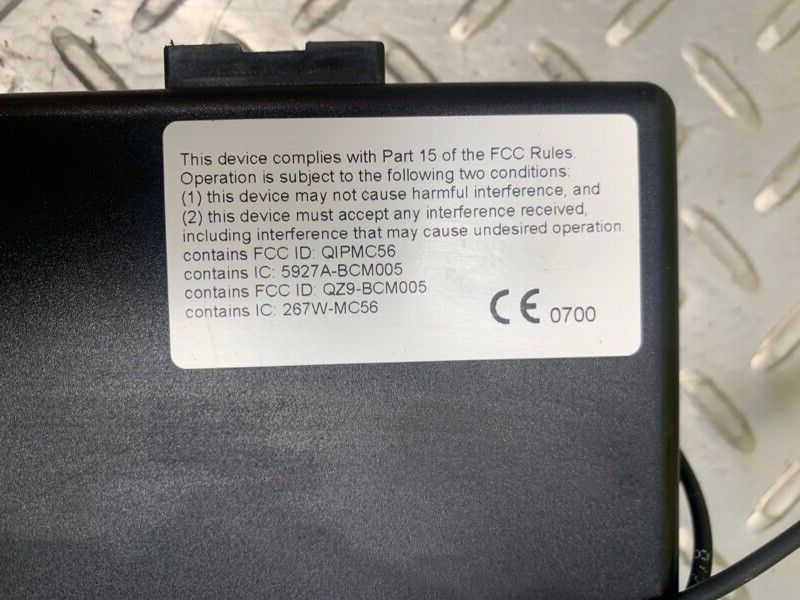 This device complies with Part 15 of the FCC Rules.
Operation is subject to the following two conditions:
(1) this device may not cause harmful interference, and
(2) this device must accept any interference received,
including interference that may cause undesired operation.
contains FCC ID: QIPMC56
contains IC: 5927A-BCM005
contains FCC ID: QZ9-BCM005
contains IC: 267W-MC56
CE 0700